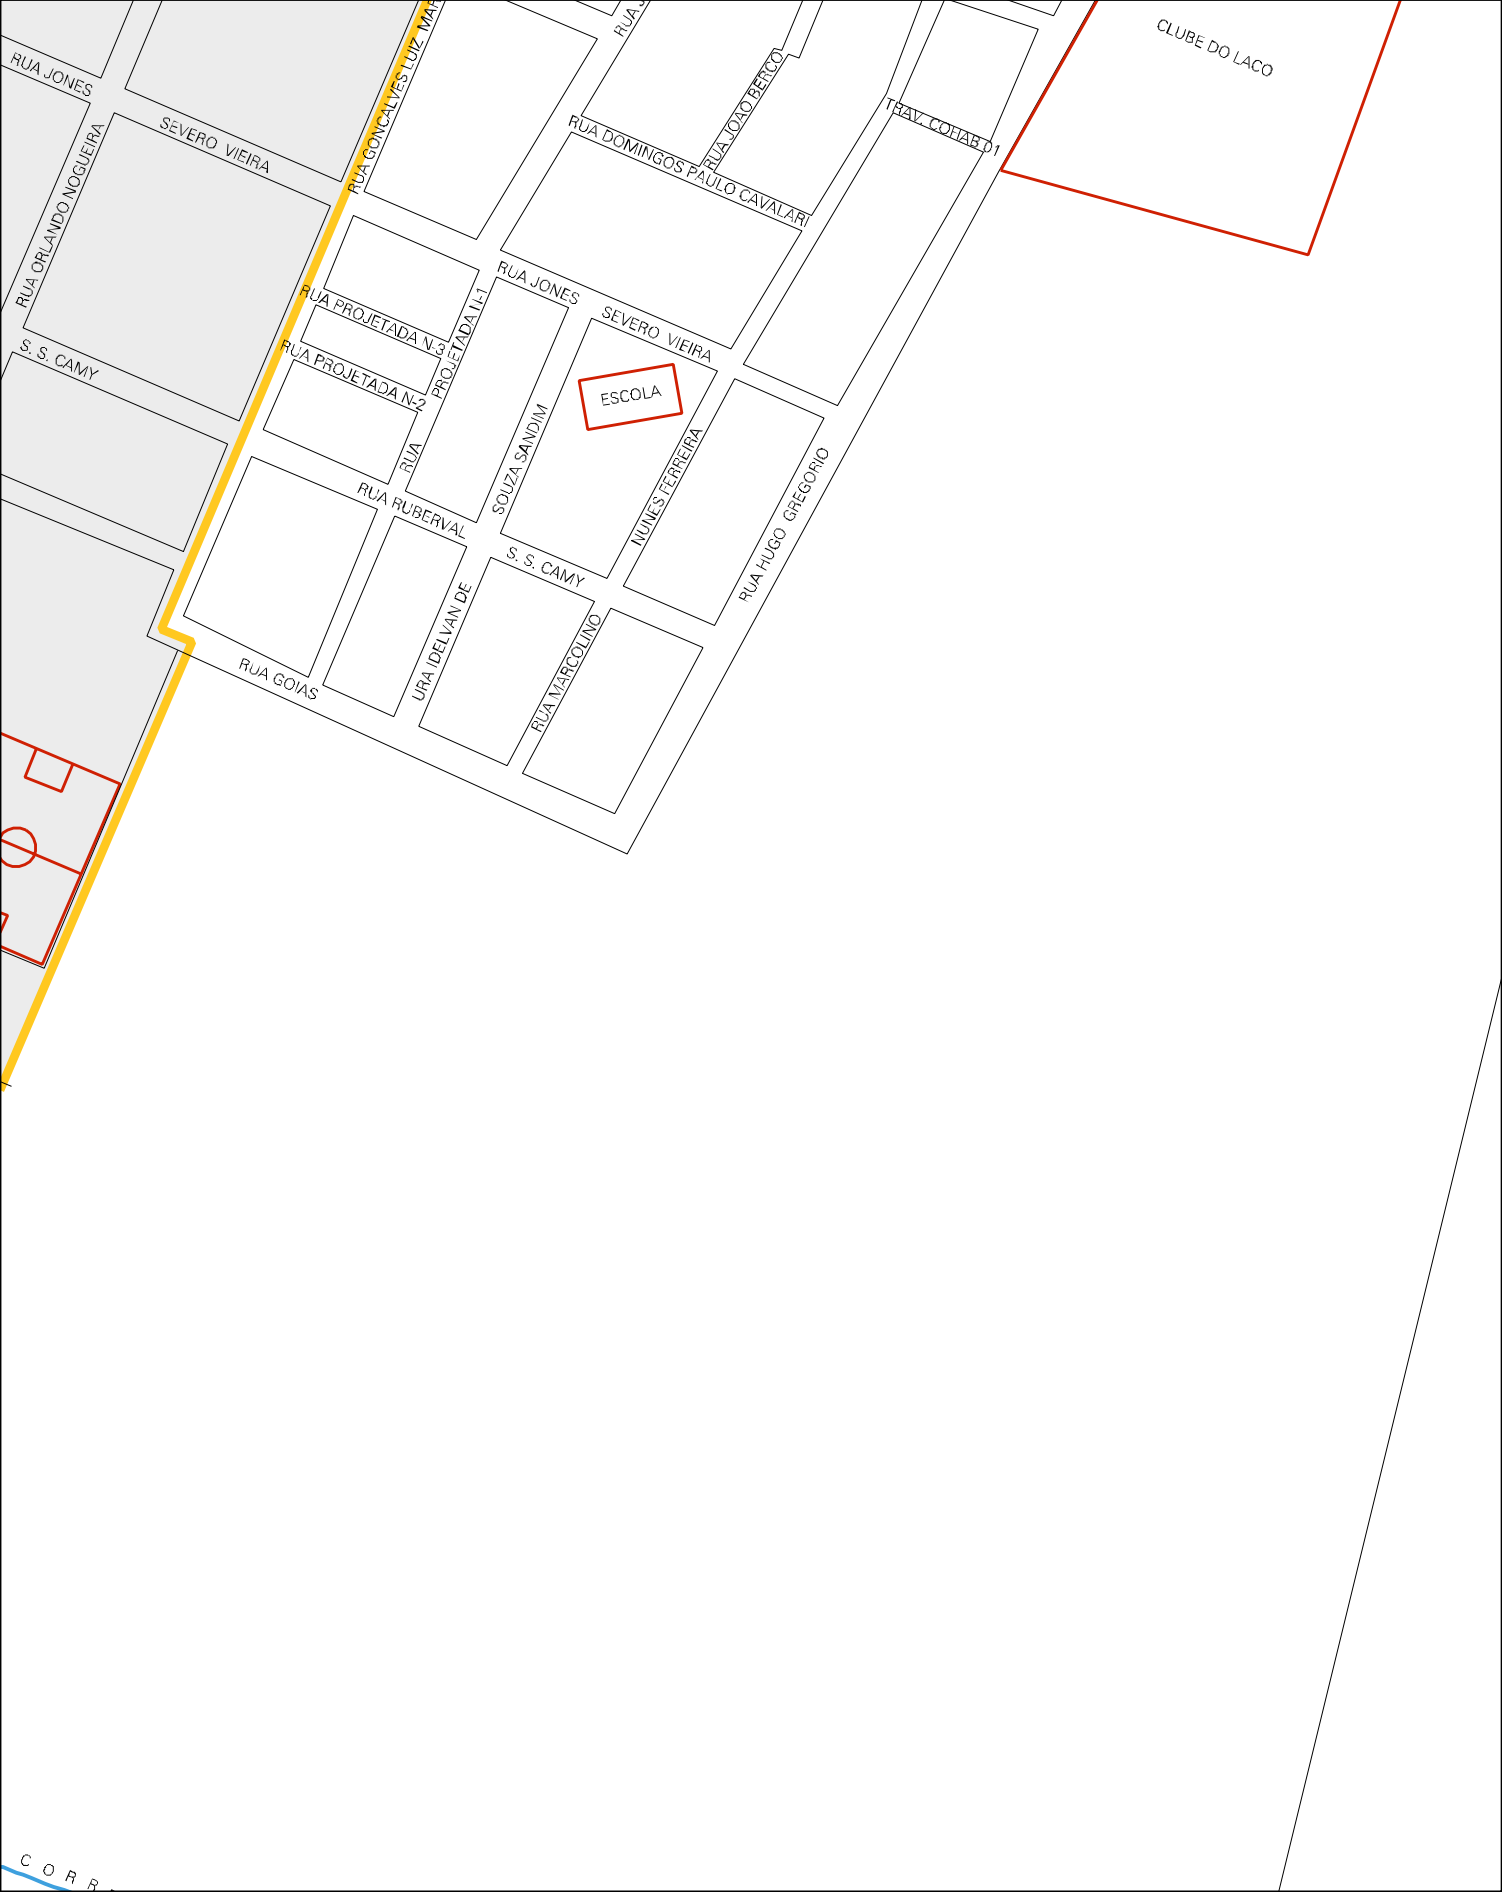 CLUBE DO LACO
RUA GONCALVES LUIZ MAR
RUA JONES
SEVERO VIEIRA
RUA ORLANDO NOGUEIRA
S. S. CAMY
RUA JOAO BERCO
TRAV. COHAB 01
RUA DOMINGOS PAULO CAVALARI
RUA JONES
SEVERO VIEIRA
RUA PROJETADA N-3
RUA PROJETADA N-2
RUA
PROJETADA N-1
ESCOLA
SOUZA SANDIM
NUNES FERREIRA
RUA HUGO GREGORIO
RUA RUBERVAL
S. S. CAMY
URA IDELVAN DE
RUA MARCOLINO
RUA GOIAS
C O R R